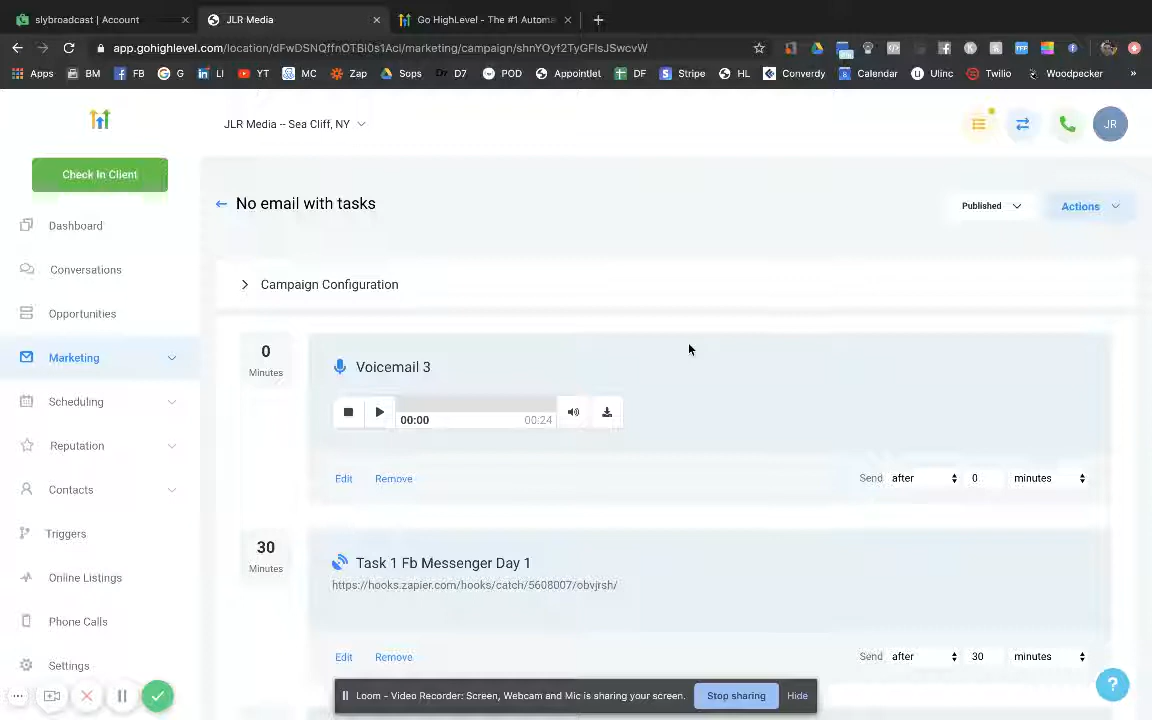 slybroadcast | Account
JLR Media
Go HighLevel - The #1 Automa
app.gohighlevel.com/location/dFwDSNQffnOTBl0s1Acl/marketing/campaign/shnYOyf2TyGFIsJSwcvW
Apps BM FB G LI YT MC Zap Sops D7 POD Appointlet DF Stripe HL Converdy Calendar Ulinc Twilio Woodpecker »
JLR Media -- Sea Cliff, NY
JR
Check In Client
Dashboard
Conversations
Opportunities
Marketing
Scheduling
Reputation
Contacts
Triggers
Online Listings
Phone Calls
Settings
No email with tasks
Published
Actions
Campaign Configuration
0
Minutes
Voicemail 3
00:00
00:24
Edit Remove
Send after 0 minutes
30
Minutes
Task 1 Fb Messenger Day 1
https://hooks.zapier.com/hooks/catch/5608007/obvjrsh/
Edit Remove
Send after 30 minutes
Loom - Video Recorder: Screen, Webcam and Mic is sharing your screen.
Stop sharing
Hide
?